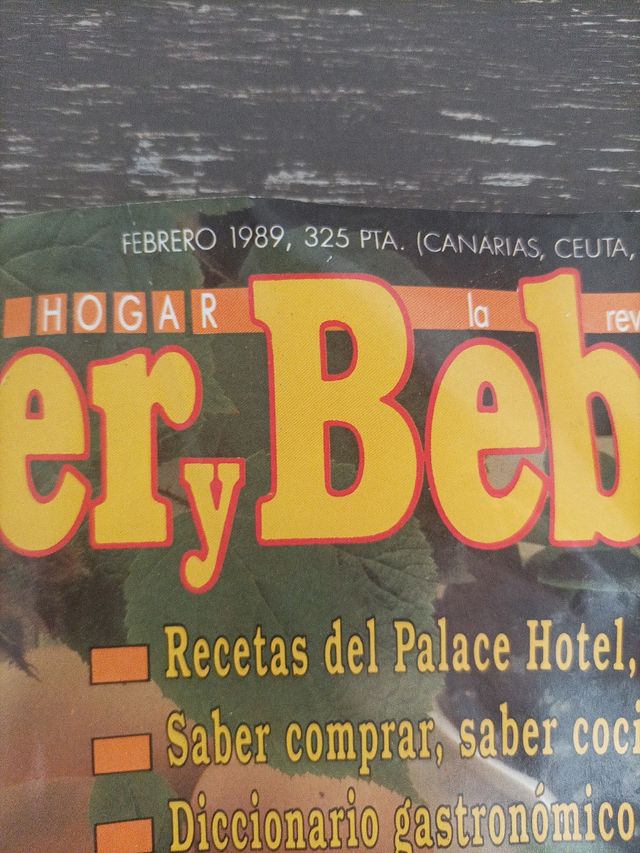 FEBRERO 1989, 325 PTA. (CANARIAS, CEUTA,
HOGAR la rev
er y Beb
Recetas del Palace Hotel,
Saber comprar, saber coci
Diccionario gastronómico